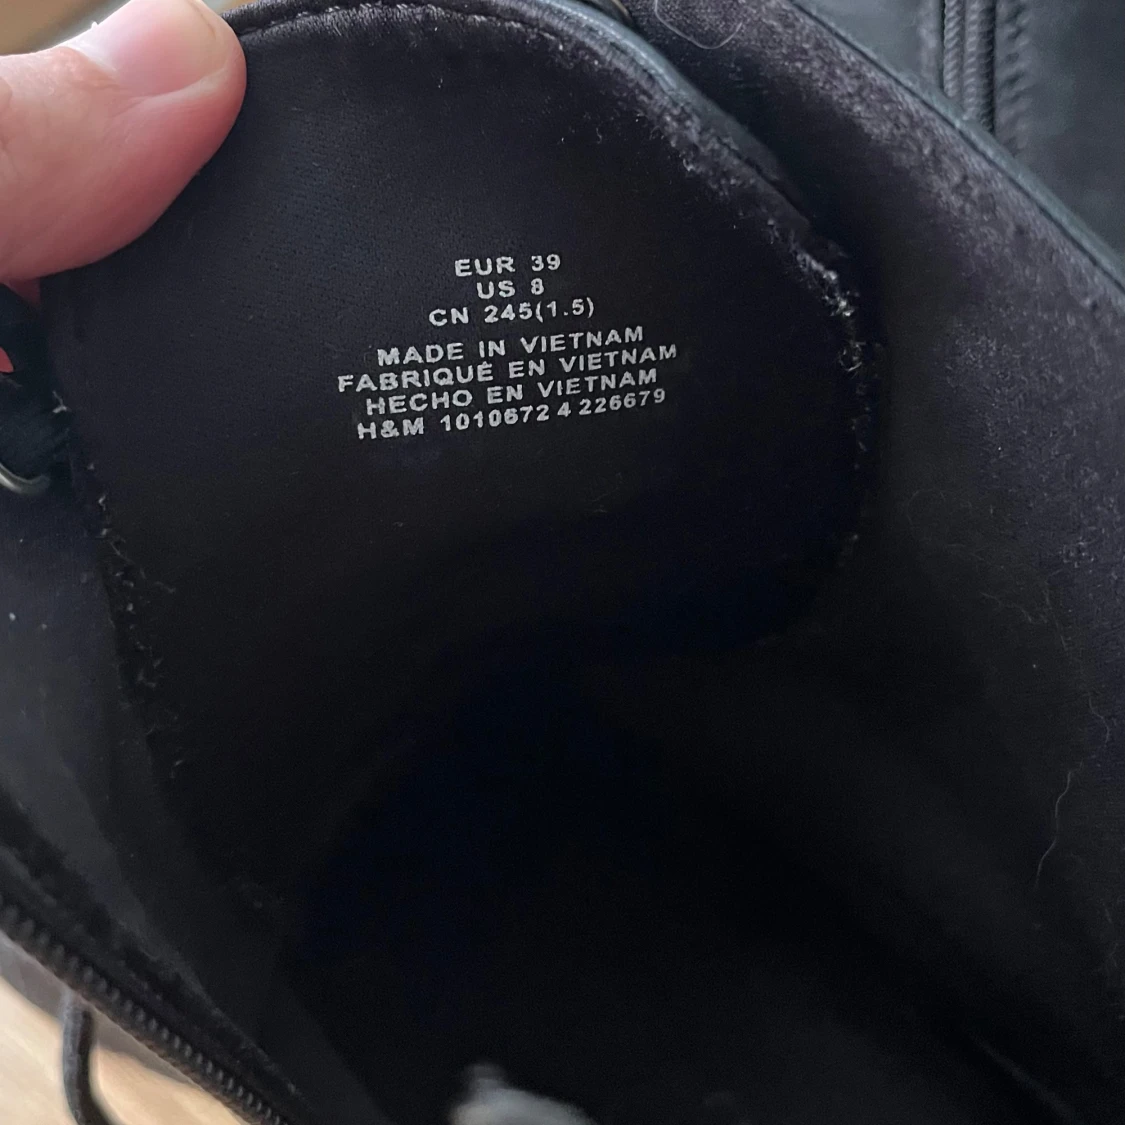 EUR 39
US 8
CN 245(1.5)
MADE IN VIETNAM
FABRIQUÉ EN VIETNAM
HECHO EN VIETNAM
H&M 1010672 4 226679